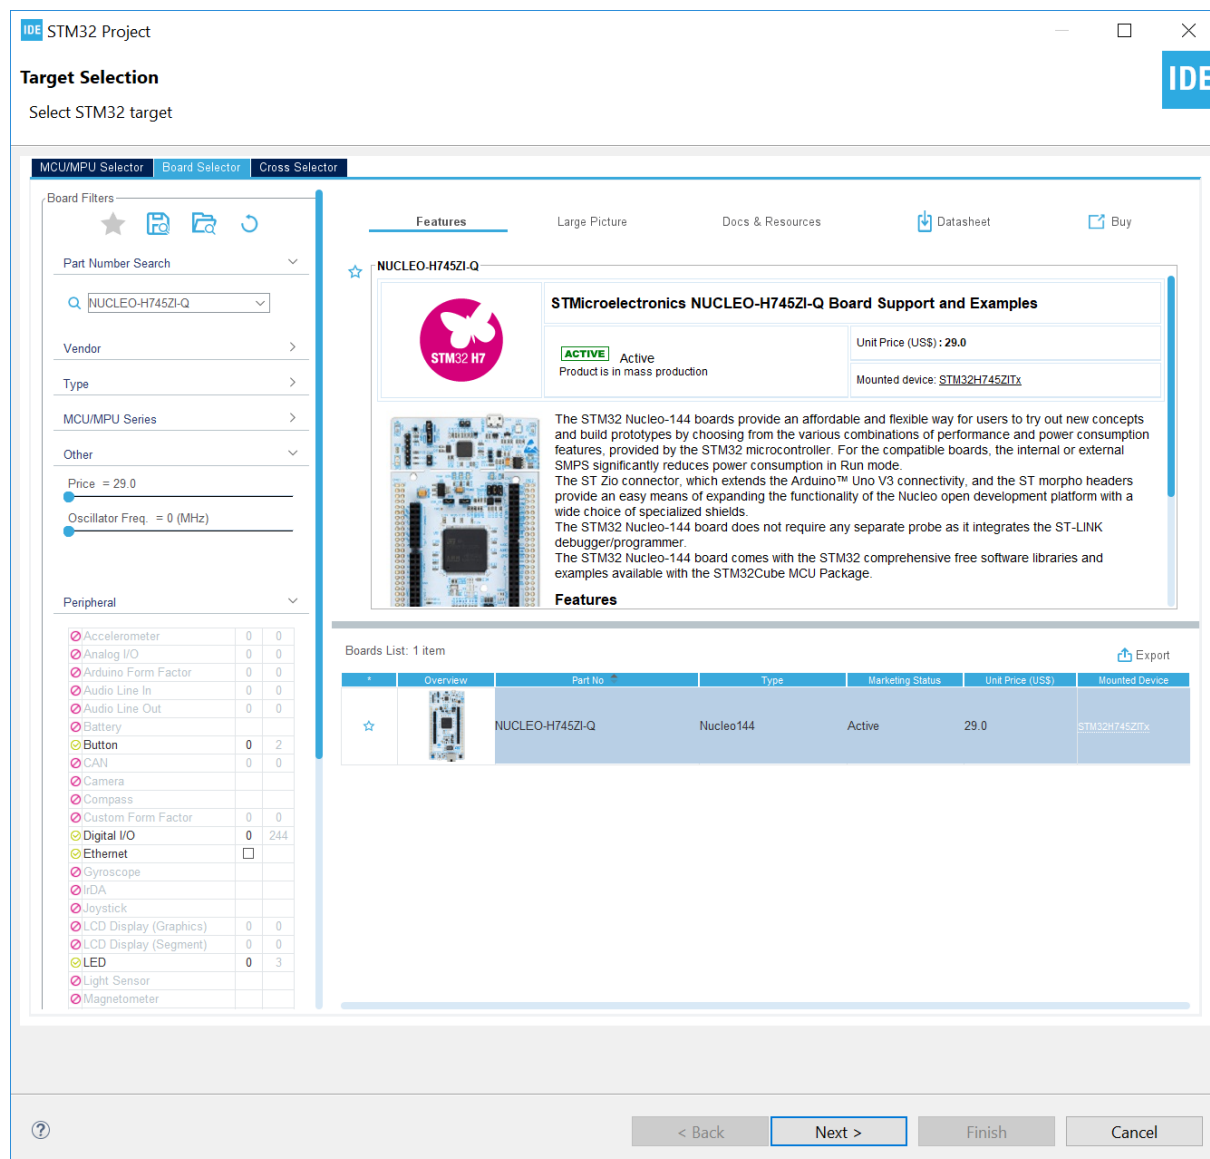 IDE STM32 Project
Target Selection
IDE
Select STM32 target
MCU/MPU Selector Board Selector Cross Selector
Board Filters
Part Number Search
NUCLEO-H745ZI-Q
Vendor
Type
MCU/MPU Series
Other
Price = 29.0
Oscillator Freq. = 0 (MHz)
Peripheral
Accelerometer 0 0
Analog I/O 0 0
Arduino Form Factor 0 0
Audio Line In 0 0
Audio Line Out 0 0
Battery
Button 0 2
CAN 0 0
Camera
Compass
Custom Form Factor 0 0
Digital I/O 0 244
Ethernet
Gyroscope
IrDA
Joystick
LCD Display (Graphics) 0 0
LCD Display (Segment) 0 0
LED 0 3
Light Sensor
Magnetometer
Features Large Picture Docs & Resources Datasheet Buy
NUCLEO-H745ZI-Q
STM32 H7
STMicroelectronics NUCLEO-H745ZI-Q Board Support and Examples
ACTIVE Active
Product is in mass production
Unit Price (US$) : 29.0
Mounted device: STM32H745ZITx
The STM32 Nucleo-144 boards provide an affordable and flexible way for users to try out new concepts
and build prototypes by choosing from the various combinations of performance and power consumption
features, provided by the STM32 microcontroller. For the compatible boards, the internal or external
SMPS significantly reduces power consumption in Run mode.
The ST Zio connector, which extends the Arduino™ Uno V3 connectivity, and the ST morpho headers
provide an easy means of expanding the functionality of the Nucleo open development platform with a
wide choice of specialized shields.
The STM32 Nucleo-144 board does not require any separate probe as it integrates the ST-LINK
debugger/programmer.
The STM32 Nucleo-144 board comes with the STM32 comprehensive free software libraries and
examples available with the STM32Cube MCU Package.
Features
Boards List: 1 item
Export
* Overview Part No Type Marketing Status Unit Price (US$) Mounted Device
NUCLEO-H745ZI-Q Nucleo144 Active 29.0 STM32H745ZITx
< Back Next > Finish Cancel